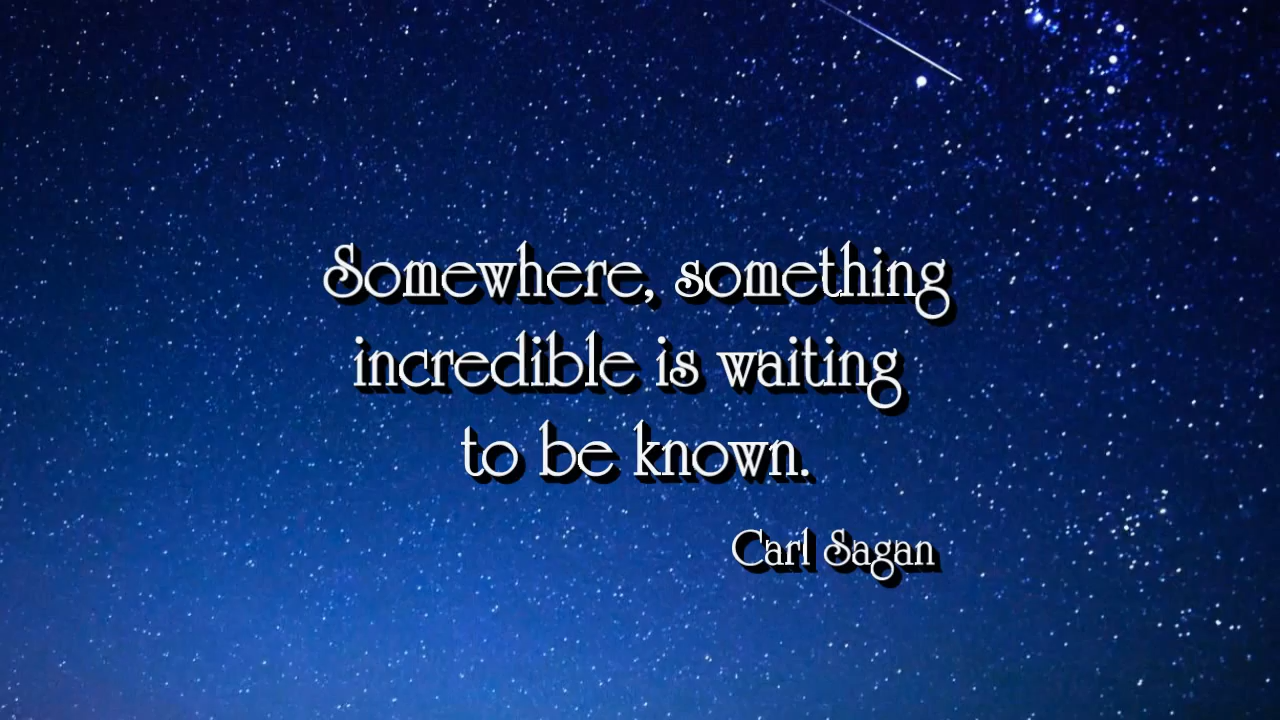 Somewhere, something
incredible is waiting
to be known.
Carl Sagan